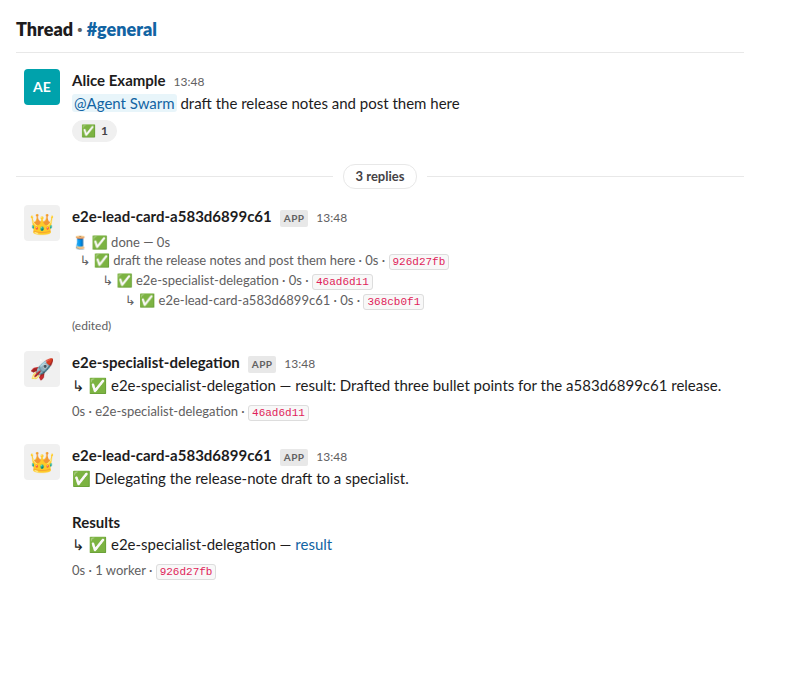 Thread • #general
AE
Alice Example 13:48
@Agent Swarm draft the release notes and post them here
✅ 1
3 replies
e2e-lead-card-a583d6899c61 APP 13:48
🧵 ✅ done — 0s
↳ ✅ draft the release notes and post them here · 0s · 926d27fb
↳ ✅ e2e-specialist-delegation · 0s · 46ad6d11
↳ ✅ e2e-lead-card-a583d6899c61 · 0s · 368cb0f1
(edited)
e2e-specialist-delegation APP 13:48
↳ ✅ e2e-specialist-delegation — result: Drafted three bullet points for the a583d6899c61 release.
0s · e2e-specialist-delegation · 46ad6d11
e2e-lead-card-a583d6899c61 APP 13:48
✅ Delegating the release-note draft to a specialist.
Results
↳ ✅ e2e-specialist-delegation — result
0s · 1 worker · 926d27fb